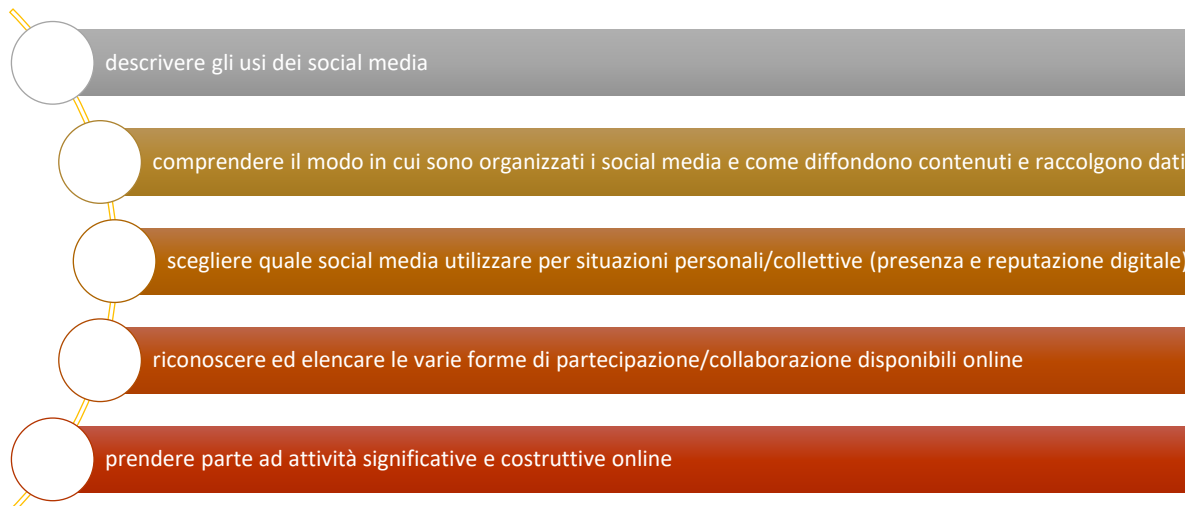 descrivere gli usi dei social media
comprendere il modo in cui sono organizzati i social media e come diffondono contenuti e raccolgono dati
scegliere quale social media utilizzare per situazioni personali/collettive (presenza e reputazione digitale)
riconoscere ed elencare le varie forme di partecipazione/collaborazione disponibili online
prendere parte ad attività significative e costruttive online